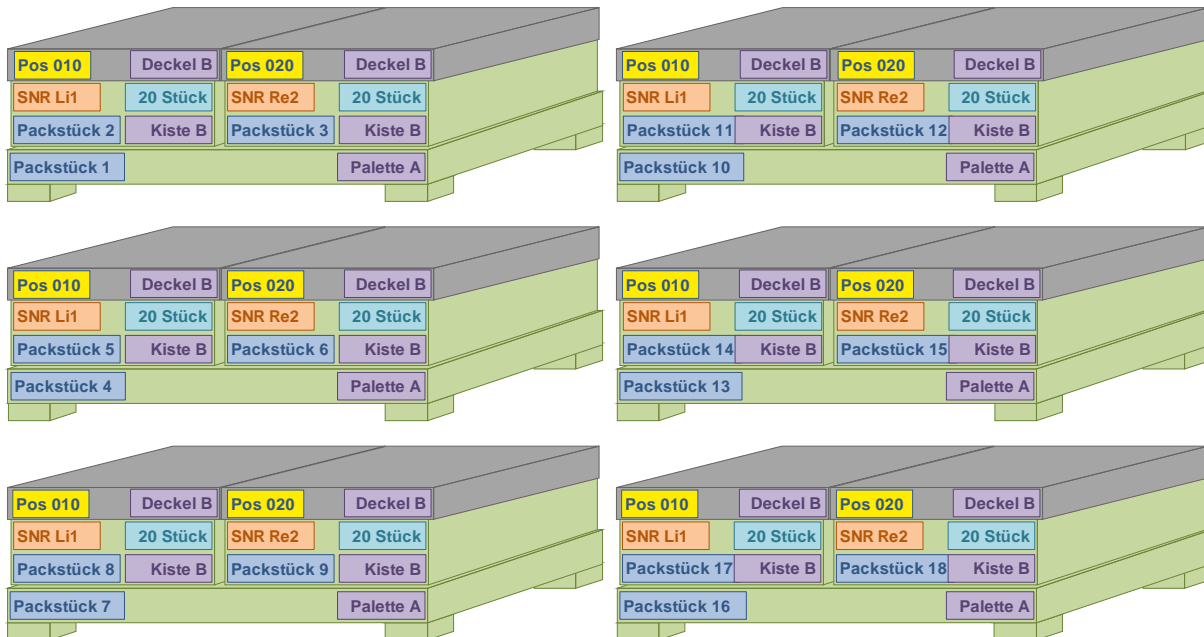 Pos 010 Deckel B Pos 020 Deckel B
SNR Li1 20 Stück SNR Re2 20 Stück
Packstück 2 Kiste B Packstück 3 Kiste B
Packstück 1 Palette A
Pos 010 Deckel B Pos 020 Deckel B
SNR Li1 20 Stück SNR Re2 20 Stück
Packstück 11 Kiste B Packstück 12 Kiste B
Packstück 10 Palette A
Pos 010 Deckel B Pos 020 Deckel B
SNR Li1 20 Stück SNR Re2 20 Stück
Packstück 5 Kiste B Packstück 6 Kiste B
Packstück 4 Palette A
Pos 010 Deckel B Pos 020 Deckel B
SNR Li1 20 Stück SNR Re2 20 Stück
Packstück 14 Kiste B Packstück 15 Kiste B
Packstück 13 Palette A
Pos 010 Deckel B Pos 020 Deckel B
SNR Li1 20 Stück SNR Re2 20 Stück
Packstück 8 Kiste B Packstück 9 Kiste B
Packstück 7 Palette A
Pos 010 Deckel B Pos 020 Deckel B
SNR Li1 20 Stück SNR Re2 20 Stück
Packstück 17 Kiste B Packstück 18 Kiste B
Packstück 16 Palette A